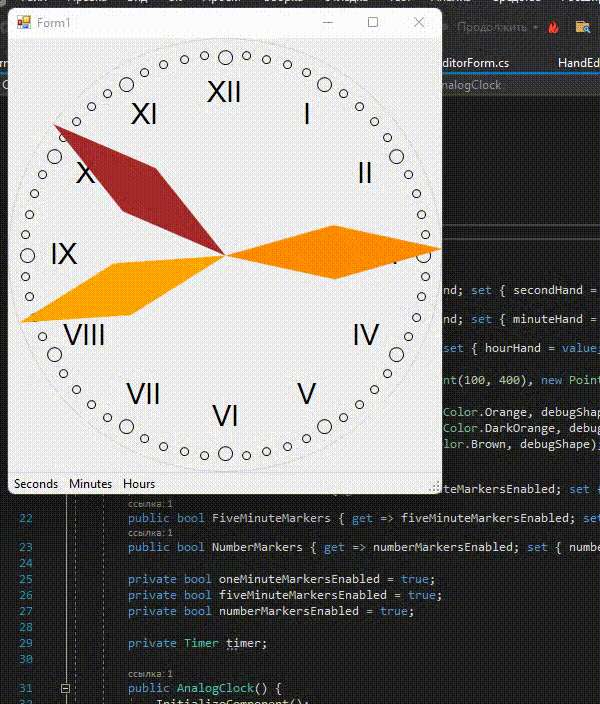 Form1
Продолжить
ditorForm.cs HandEd
nalogClock
XII
XI I
X II
IX
VIII IV
VII V
VI
nd; set { secondHand =
nd; set { minuteHand =
set { hourHand = value;
nt(100, 400), new Point
Color.Orange, debugSha
Color.DarkOrange, debug
lor.Brown, debugShape);
Seconds Minutes Hours
teMarkersEnabled; set
ссылка: 1
22 public bool FiveMinuteMarkers { get => fiveMinuteMarkersEnabled; set
ссылка: 1
23 public bool NumberMarkers { get => numberMarkersEnabled; set { numbe
24
25 private bool oneMinuteMarkersEnabled = true;
26 private bool fiveMinuteMarkersEnabled = true;
27 private bool numberMarkersEnabled = true;
28
29 private Timer timer;
30
ссылка: 1
31 public AnalogClock() {
InitializeComponent();